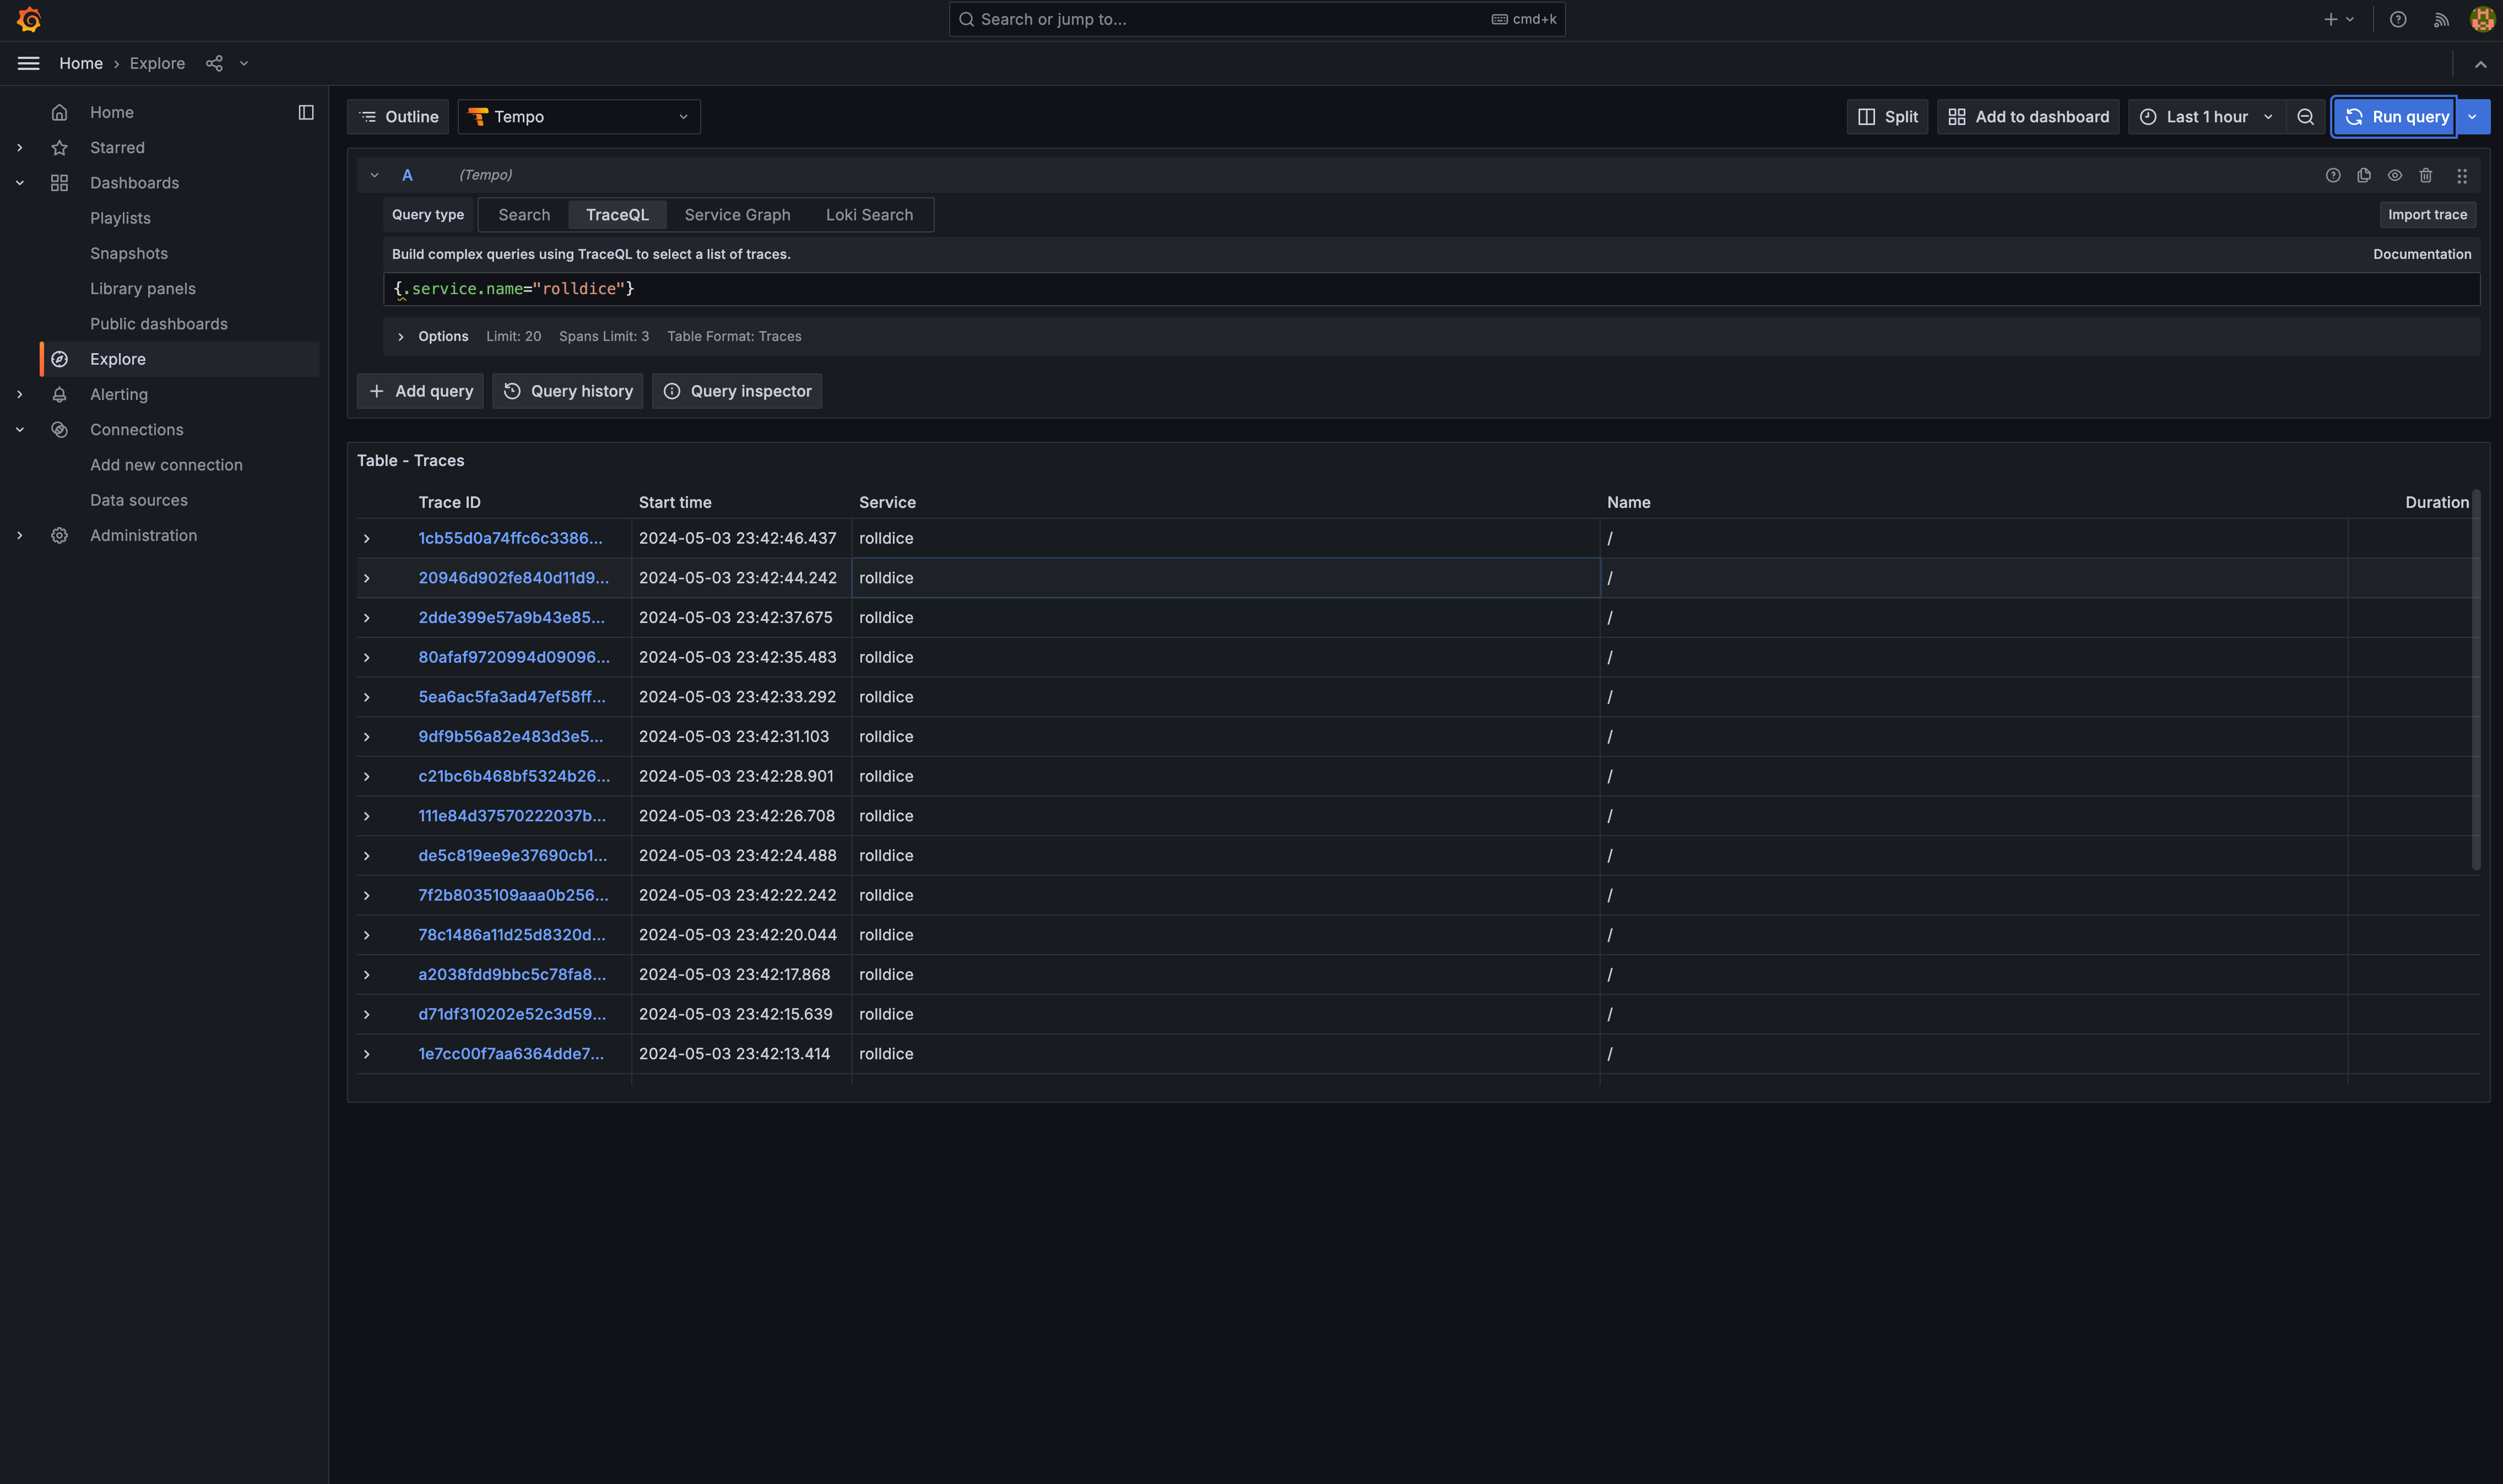 Search or jump to...
cmd+k
Home
Explore
Home
Starred
Dashboards
Playlists
Snapshots
Library panels
Public dashboards
Explore
Alerting
Connections
Add new connection
Data sources
Administration
Outline
Tempo
Split
Add to dashboard
Last 1 hour
Run query
A
(Tempo)
Query type
Search
TraceQL
Service Graph
Loki Search
Import trace
Build complex queries using TraceQL to select a list of traces.
Documentation
{.service.name="rolldice"}
Options Limit: 20 Spans Limit: 3 Table Format: Traces
Add query
Query history
Query inspector
Table - Traces
Trace ID Start time Service Name Duration
1cb55d0a74ffc6c3386... 2024-05-03 23:42:46.437 rolldice /
20946d902fe840d11d9... 2024-05-03 23:42:44.242 rolldice /
2dde399e57a9b43e85... 2024-05-03 23:42:37.675 rolldice /
80afaf9720994d09096... 2024-05-03 23:42:35.483 rolldice /
5ea6ac5fa3ad47ef58ff... 2024-05-03 23:42:33.292 rolldice /
9df9b56a82e483d3e5... 2024-05-03 23:42:31.103 rolldice /
c21bc6b468bf5324b26... 2024-05-03 23:42:28.901 rolldice /
111e84d37570222037b... 2024-05-03 23:42:26.708 rolldice /
de5c819ee9e37690cb1... 2024-05-03 23:42:24.488 rolldice /
7f2b8035109aaa0b256... 2024-05-03 23:42:22.242 rolldice /
78c1486a11d25d8320d... 2024-05-03 23:42:20.044 rolldice /
a2038fdd9bbc5c78fa8... 2024-05-03 23:42:17.868 rolldice /
d71df310202e52c3d59... 2024-05-03 23:42:15.639 rolldice /
1e7cc00f7aa6364dde7... 2024-05-03 23:42:13.414 rolldice /